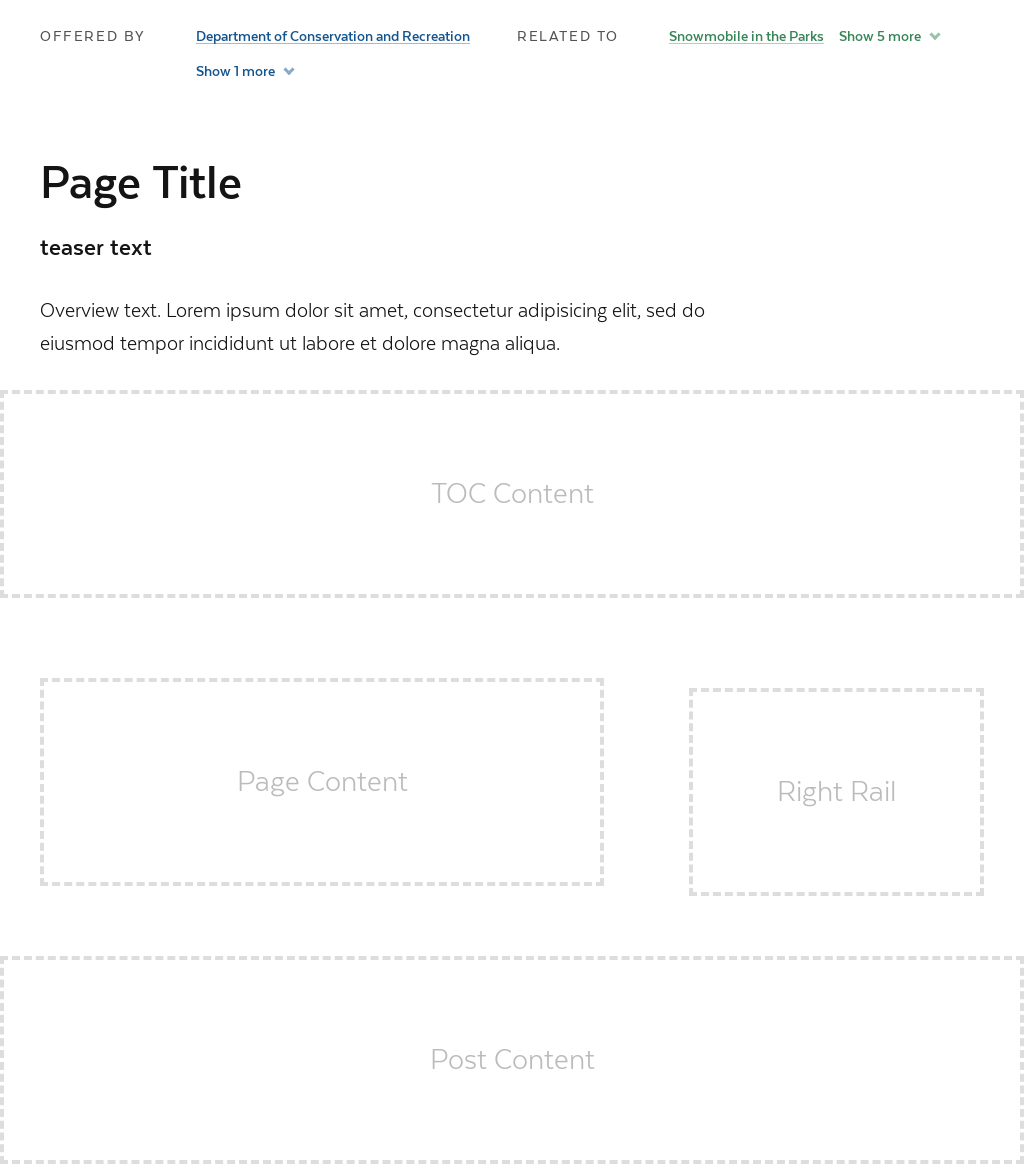 OFFERED BY
Department of Conservation and Recreation
Show 1 more
RELATED TO
Snowmobile in the Parks Show 5 more
Page Title
teaser text
Overview text. Lorem ipsum dolor sit amet, consectetur adipisicing elit, sed do
eiusmod tempor incididunt ut labore et dolore magna aliqua.
TOC Content
Page Content
Right Rail
Post Content